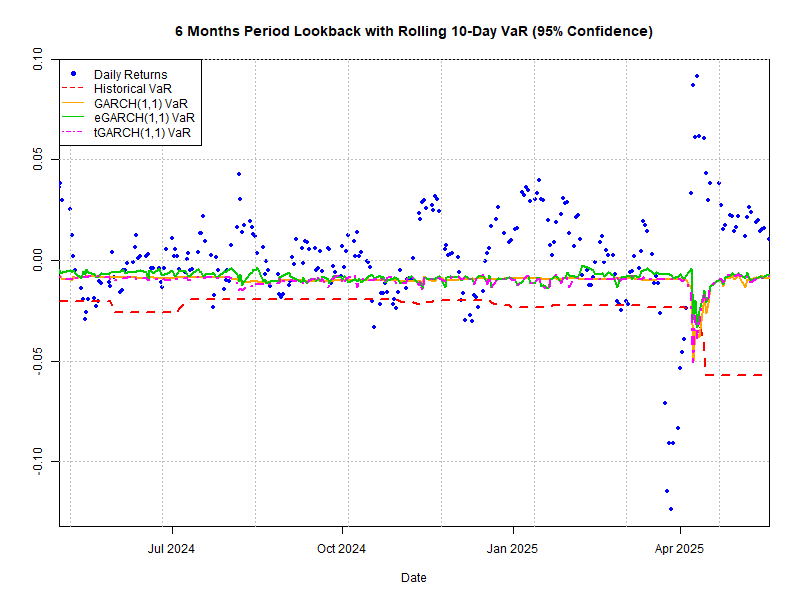 6 Months Period Lookback with Rolling 10-Day VaR (95% Confidence)
0.10
0.05
0.00
-0.05
-0.10
Daily Returns
Historical VaR
GARCH(1,1) VaR
eGARCH(1,1) VaR
tGARCH(1,1) VaR
Jul 2024
Oct 2024
Jan 2025
Apr 2025
Date